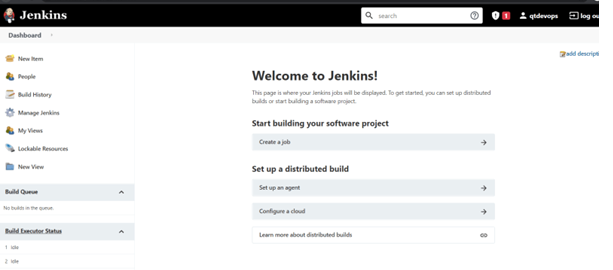 Jenkins
search
1
qtdevops
log ou
Dashboard
add descripti
New Item
People
Build History
Manage Jenkins
My Views
Lockable Resources
New View
Build Queue
No builds in the queue.
Build Executor Status
1 Idle
2 Idle
Welcome to Jenkins!
This page is where your Jenkins jobs will be displayed. To get started, you can set up distributed
builds or start building a software project.
Start building your software project
Create a job
Set up a distributed build
Set up an agent
Configure a cloud
Learn more about distributed builds